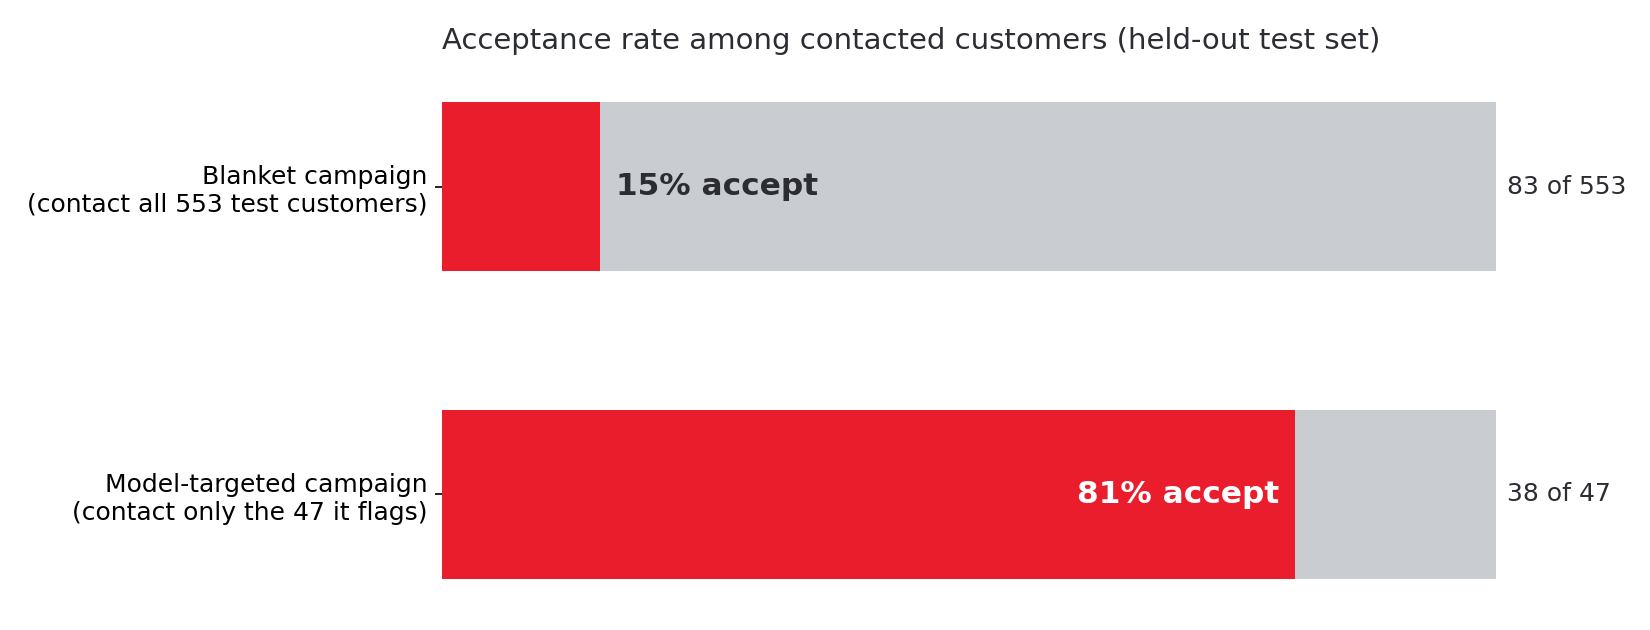 Acceptance rate among contacted customers (held-out test set)
Blanket campaign
(contact all 553 test customers)
15% accept
83 of 553
Model-targeted campaign
(contact only the 47 it flags)
81% accept
38 of 47